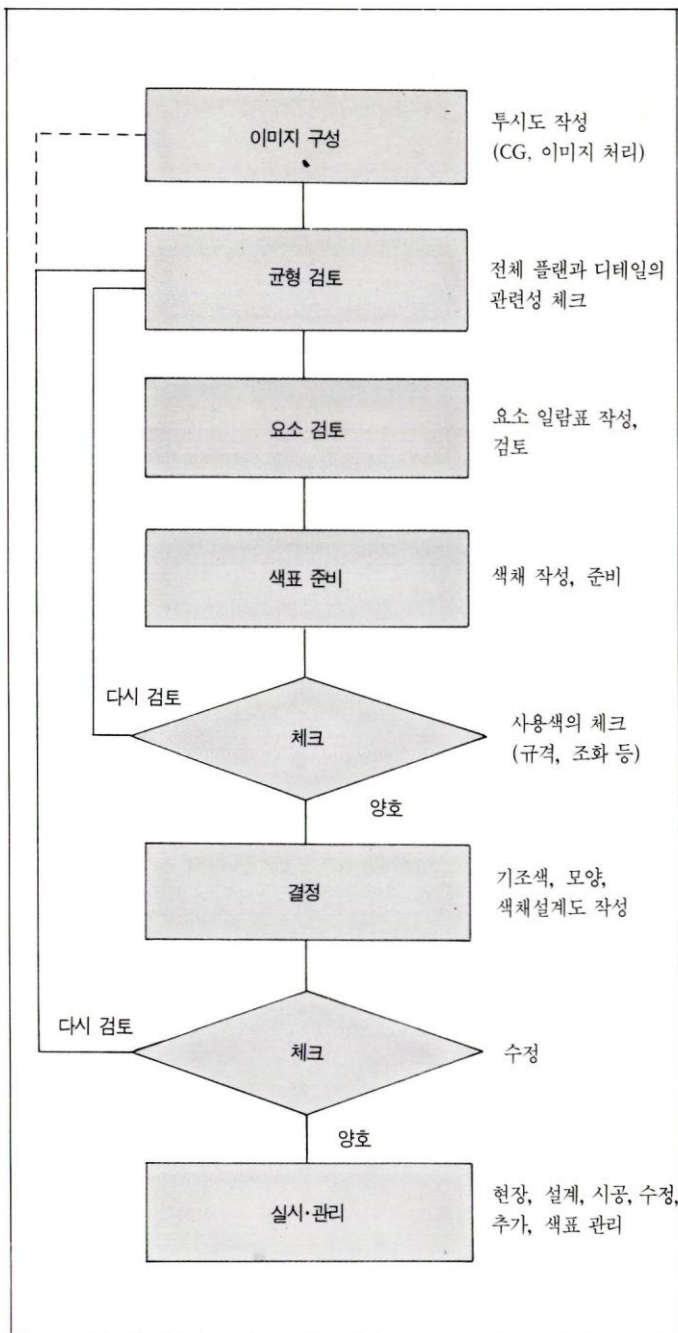 이미지 구성
투시도 작성
(CG, 이미지 처리)
균형 검토
전체 플랜과 디테일의
관련성 체크
요소 검토
요소 일람표 작성,
검토
색표 준비
색채 작성, 준비
다시 검토
체크
사용색의 체크
(규격, 조화 등)
양호
결정
기조색, 모양,
색채설계도 작성
다시 검토
체크
수정
양호
실시·관리
현장, 설계, 시공, 수정,
추가, 색표 관리